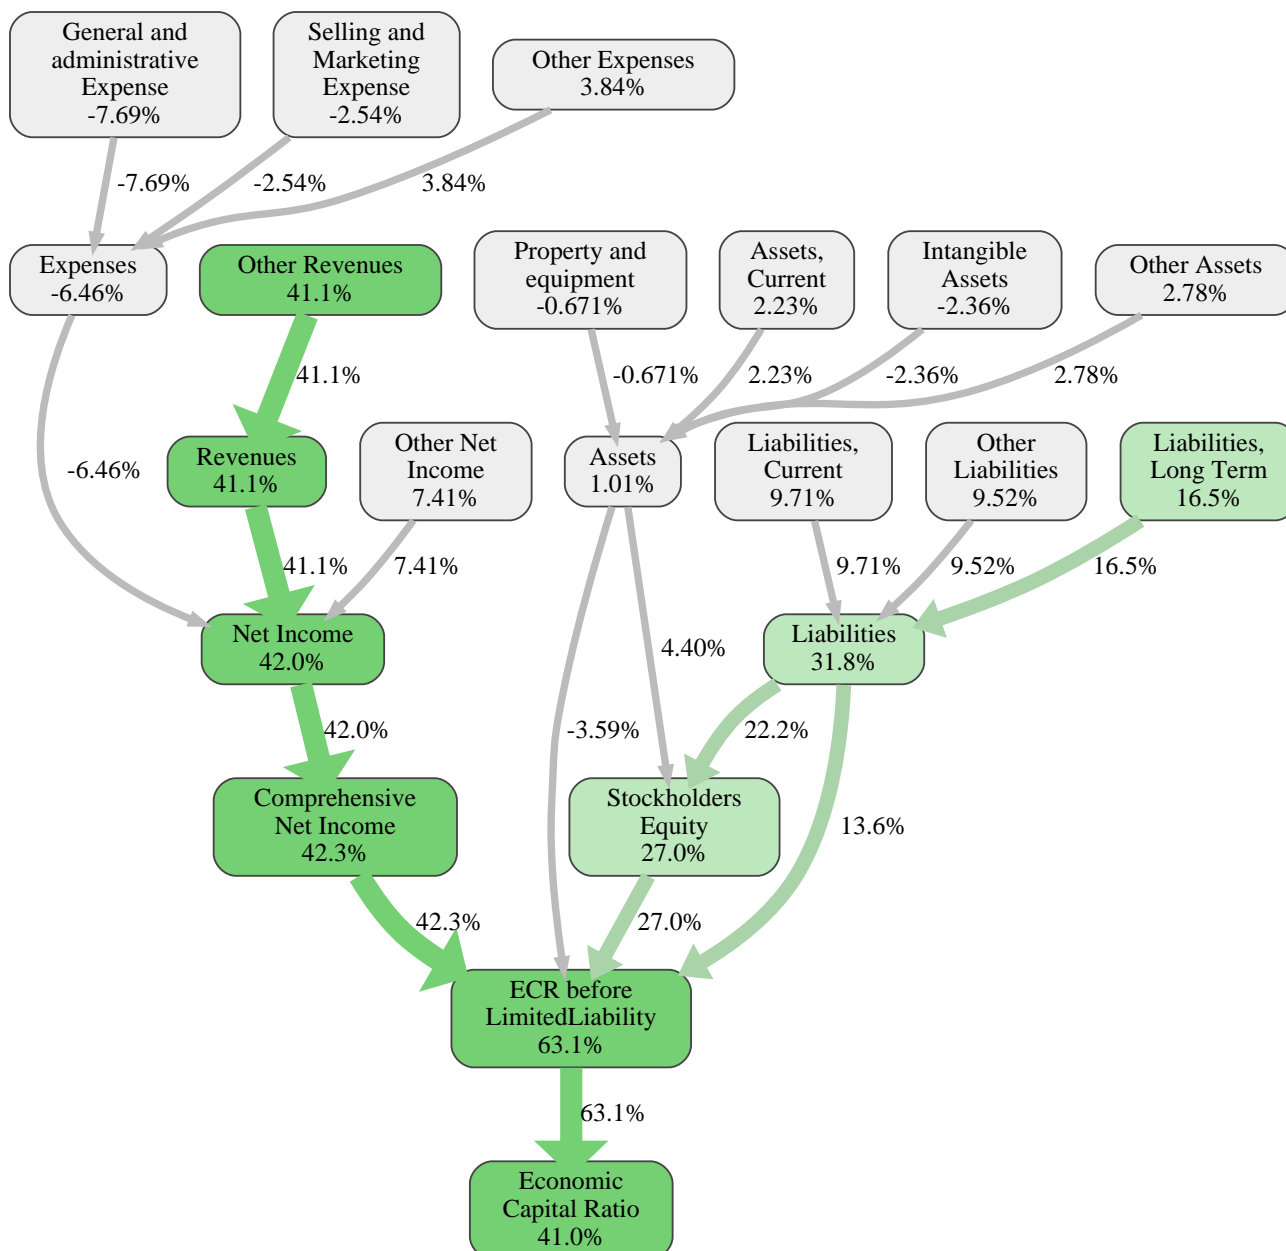 General and
administrative
Expense
-7.69%
Selling and
Marketing
Expense
-2.54%
Other Expenses
3.84%
-7.69%
-2.54%
3.84%
Expenses
-6.46%
Other Revenues
41.1%
Property and
equipment
-0.671%
Assets,
Current
2.23%
Intangible
Assets
-2.36%
Other Assets
2.78%
41.1%
-0.671%
2.23%
-2.36%
2.78%
-6.46%
Revenues
41.1%
Other Net
Income
7.41%
Assets
1.01%
Liabilities,
Current
9.71%
Other
Liabilities
9.52%
Liabilities,
Long Term
16.5%
41.1%
7.41%
9.71%
9.52%
16.5%
Net Income
42.0%
4.40%
Liabilities
31.8%
42.0%
-3.59%
22.2%
Comprehensive
Net Income
42.3%
Stockholders
Equity
27.0%
13.6%
42.3%
27.0%
ECR before
LimitedLiability
63.1%
63.1%
Economic
Capital Ratio
41.0%